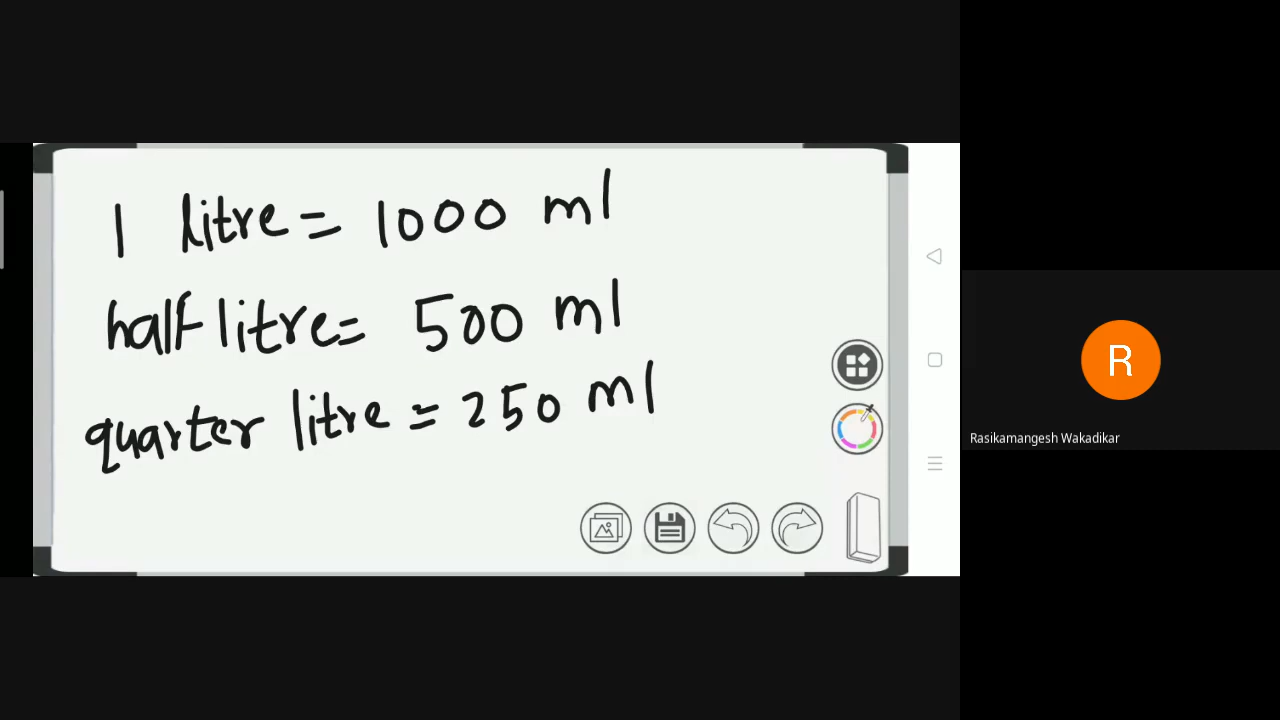 1 litre = 1000 ml
half litre = 500 ml
quarter litre = 250 ml
R
Rasikamangesh Wakadikar